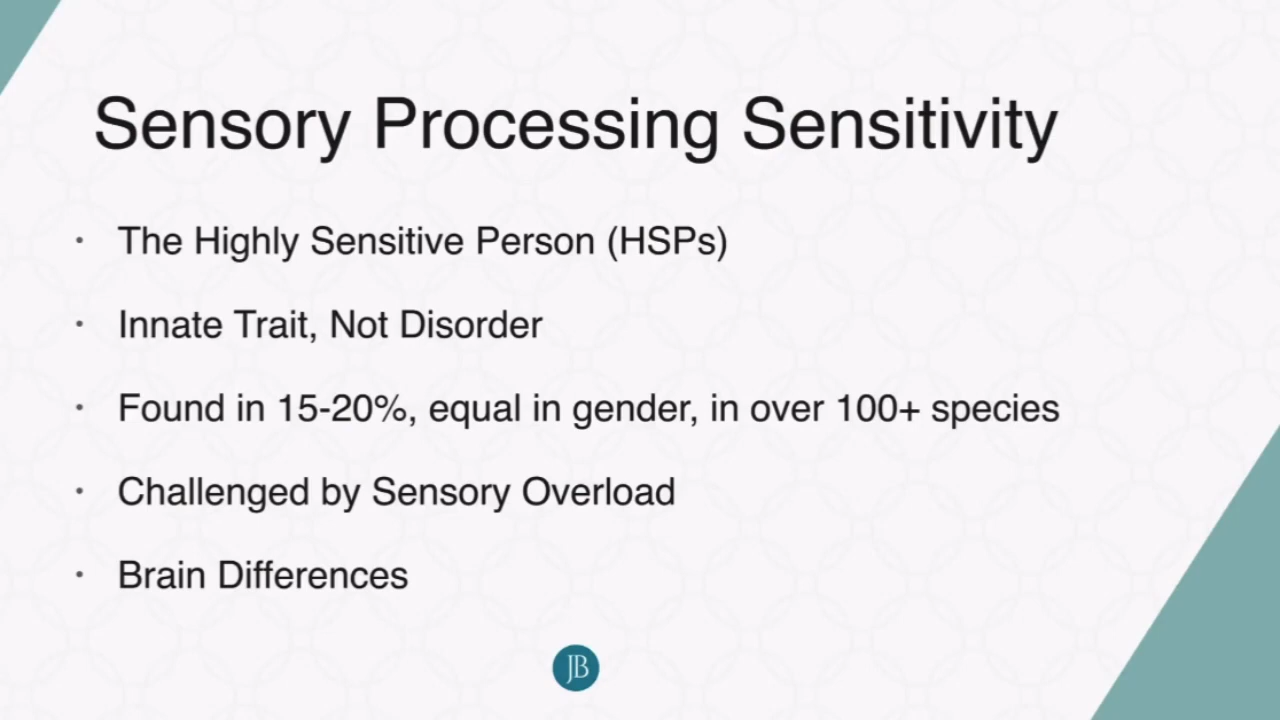 Sensory Processing Sensitivity
· The Highly Sensitive Person (HSPs)
· Innate Trait, Not Disorder
· Found in 15-20%, equal in gender, in over 100+ species
· Challenged by Sensory Overload
· Brain Differences
JB